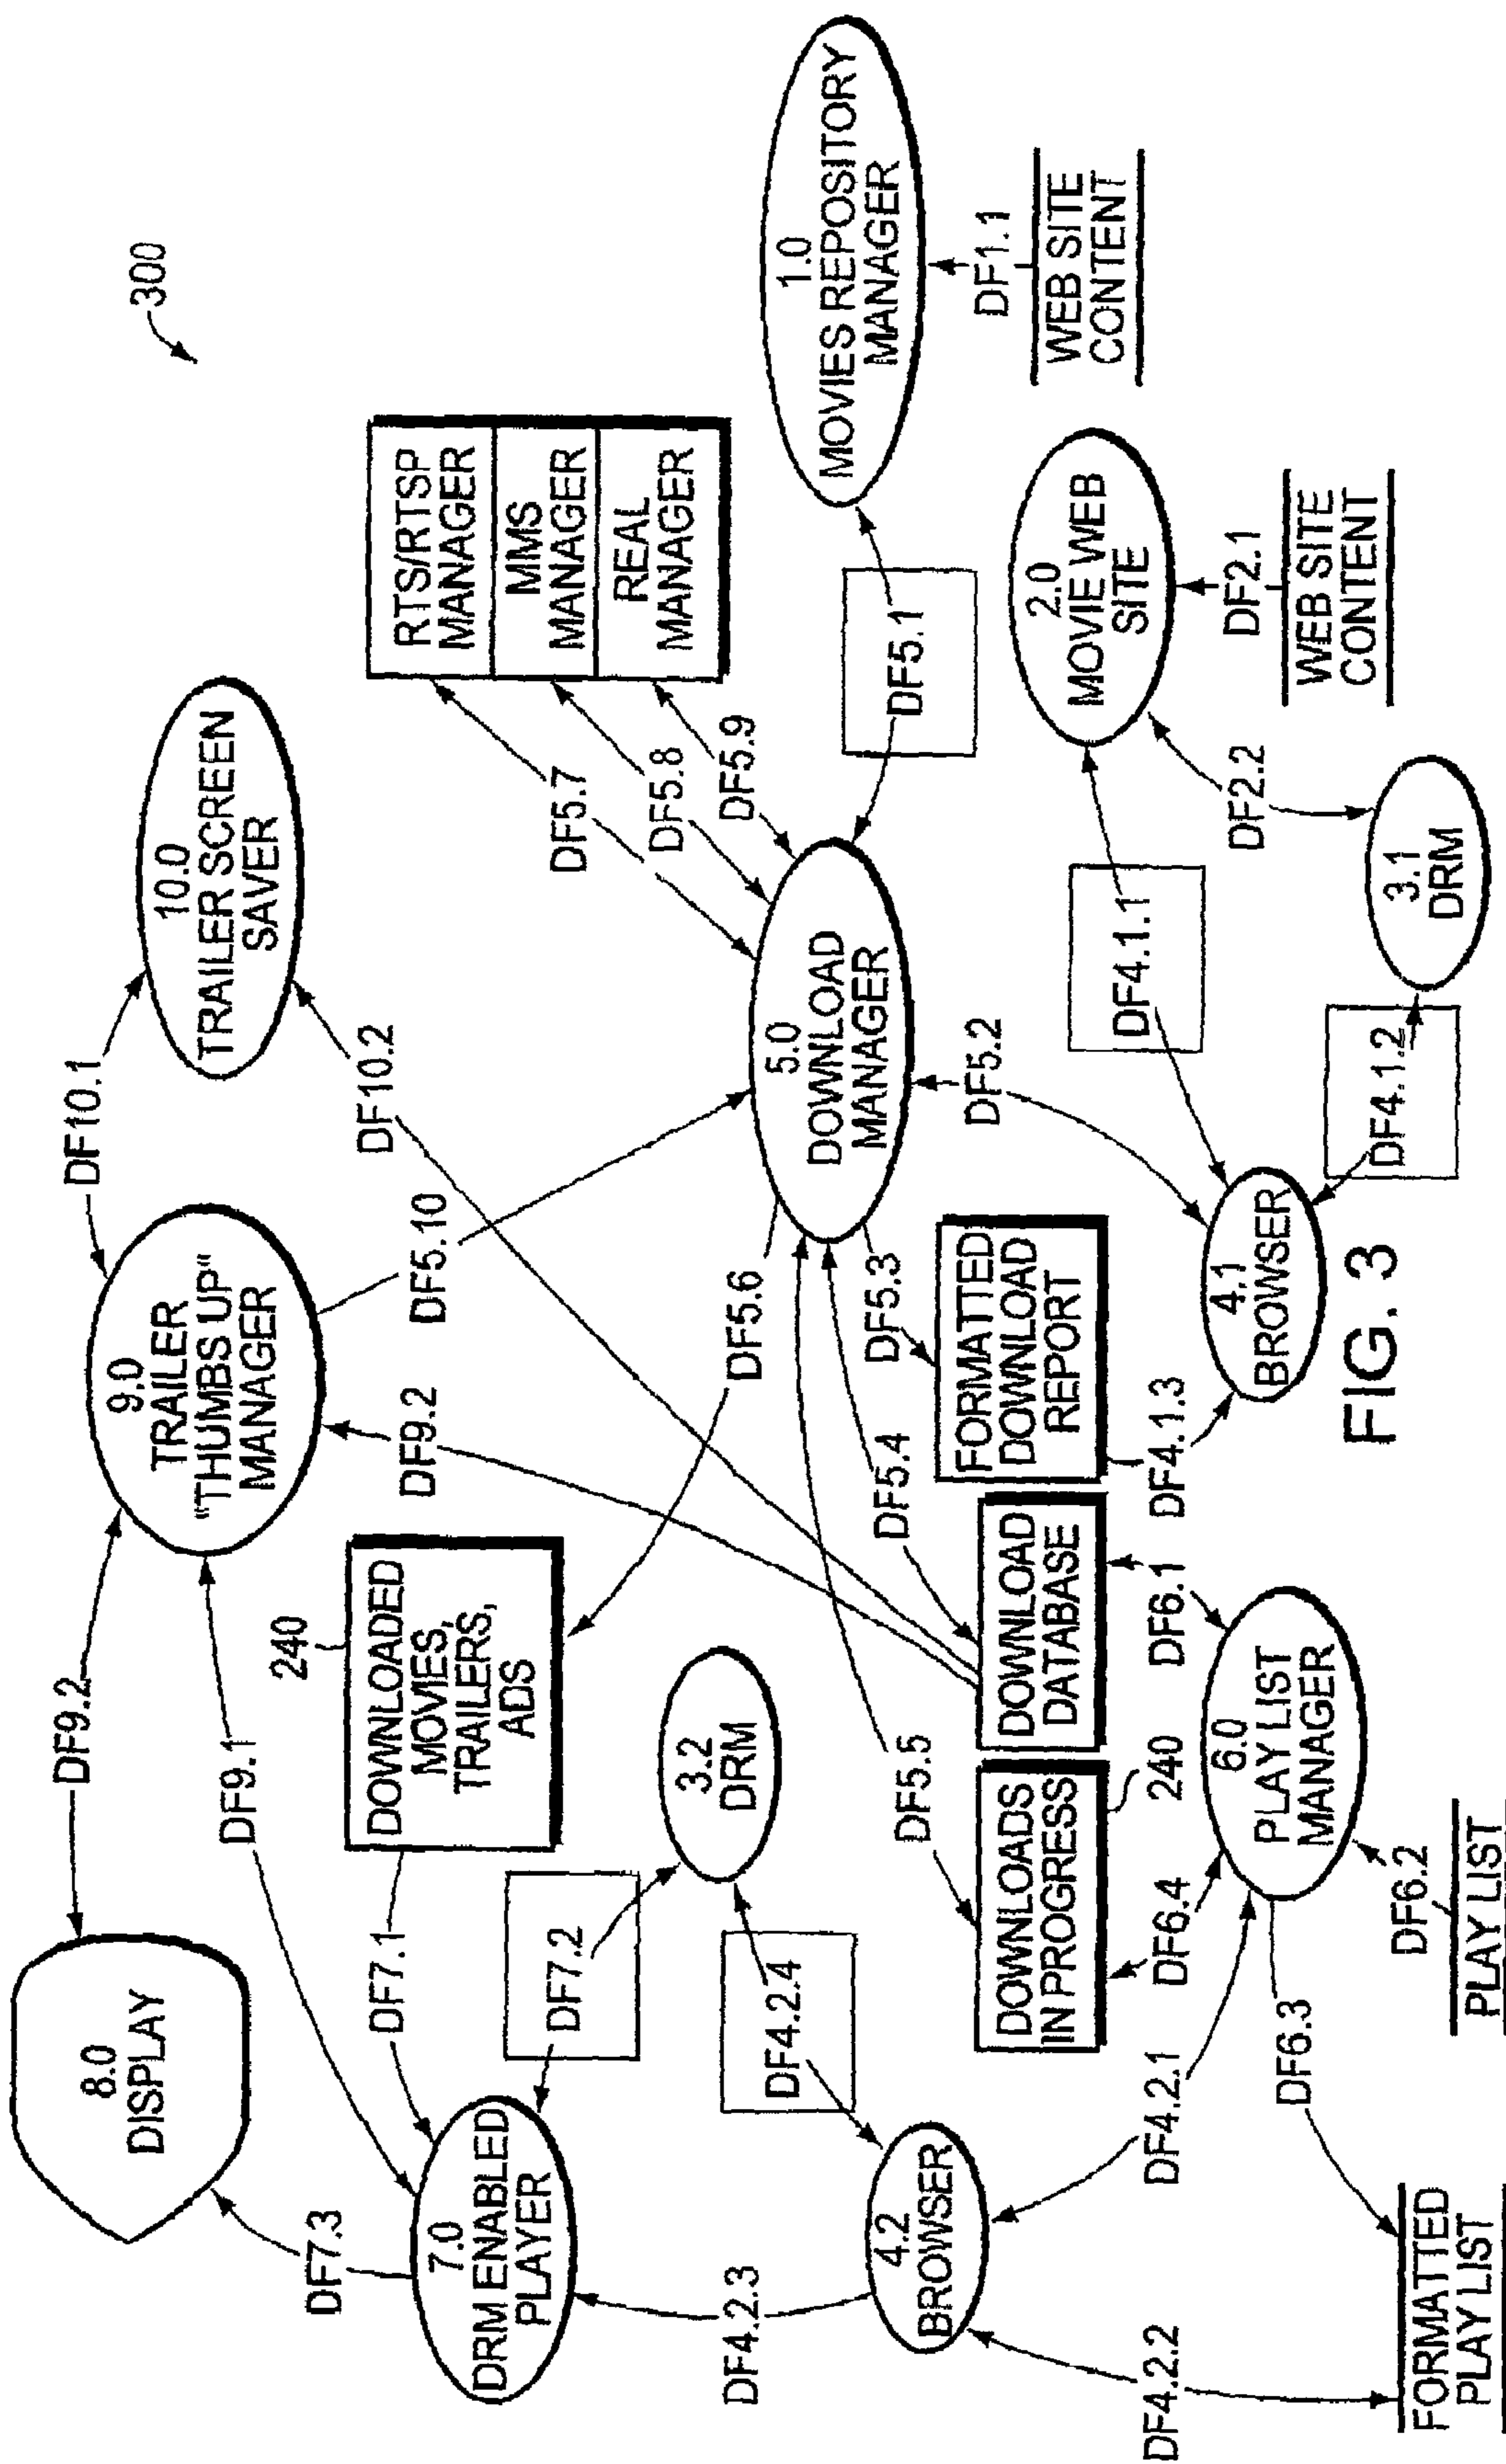 300
8.0
DISPLAY
DF9.2
9.0
TRAILER
"THUMBS UP"
MANAGER
DF10.1
10.0
TRAILER SCREEN
SAVER
DF7.3
DF9.1
240
DOWNLOADED
MOVIES,
TRAILERS,
ADS
DF9.2
DF5.10
DF10.2
RTS/RTSP
MANAGER
MMS
MANAGER
REAL
MANAGER
DF7.1
7.0
DRM ENABLED
PLAYER
DF7.2
3.2
DRM
DF5.6
DF5.7
DF5.8
DF5.9
DF4.2.3
DF4.2.4
5.0
DOWNLOAD
MANAGER
DF5.1
1.0
MOVIES REPOSITORY
MANAGER
4.2
BROWSER
DF5.5
DF5.4
DF5.3
DF5.2
DF1.1
WEB SITE
CONTENT
DOWNLOADS
IN PROGRESS
240
DOWNLOAD
DATABASE
FORMATTED
DOWNLOAD
REPORT
DF4.1.1
2.0
MOVIE WEB
SITE
DF4.2.2
DF4.2.1
DF6.4
DF6.1
DF4.1.3
DF2.2
DF2.1
WEB SITE
CONTENT
DF6.3
6.0
PLAY LIST
MANAGER
4.1
BROWSER
DF4.1.2
3.1
DRM
FORMATTED
PLAY LIST
DF6.2
PLAY LIST
FIG. 3